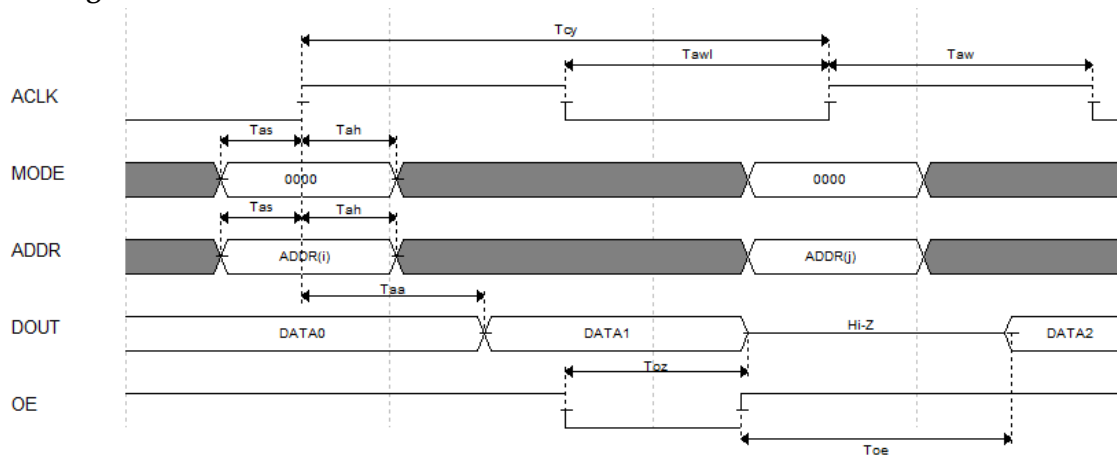 Tcy
Tawl
Taw
ACLK
Tas
Tah
MODE
0000
0000
Tas
Tah
ADDR
ADDR(i)
ADDR(j)
Taa
DOUT
DATA0
DATA1
Hi-Z
DATA2
Toz
OE
Toe